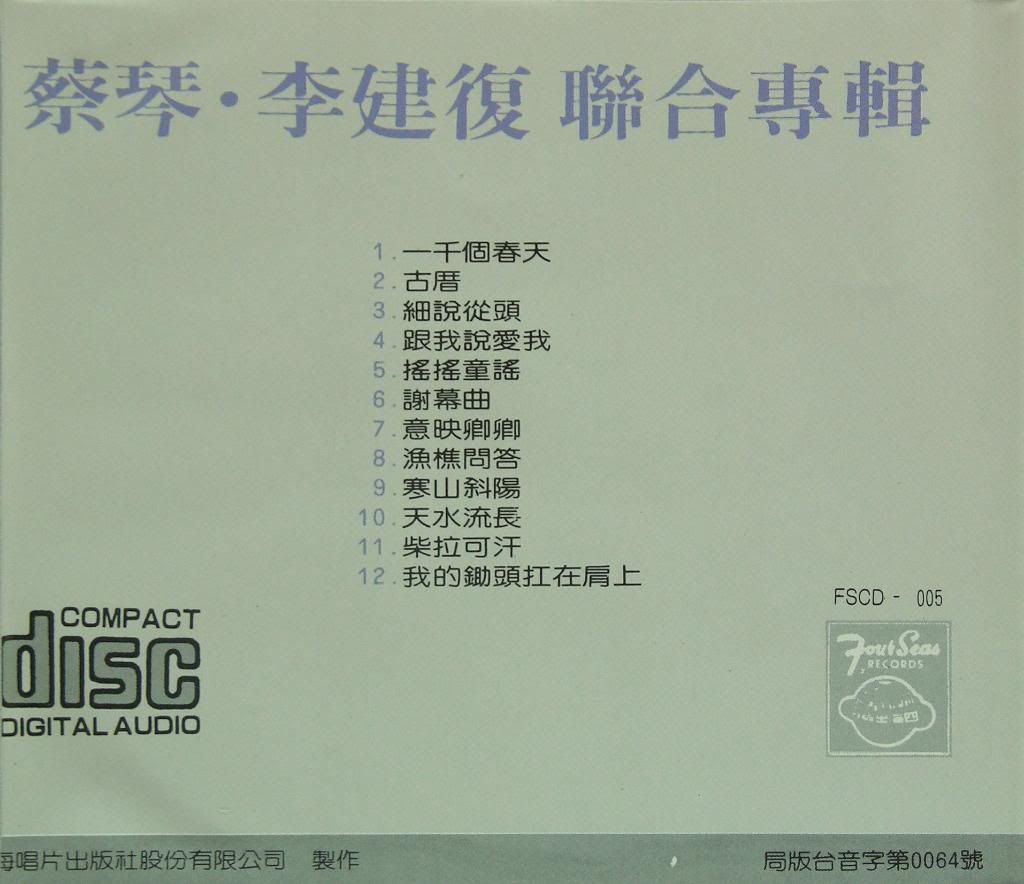 蔡琴·李建復 聯合專輯
1. 一千個春天
2. 古厝
3. 細說從頭
4. 跟我說愛我
5. 搖搖童謠
6. 謝幕曲
7. 意映卿卿
8. 漁樵問答
9. 寒山斜陽
10. 天水流長
11. 柴拉可汗
12. 我的鋤頭扛在肩上
FSCD - 005
Four Seas
RECORDS
COMPACT
disc
DIGITAL AUDIO
海唱片出版社股份有限公司 製作
局版台音字第0064號